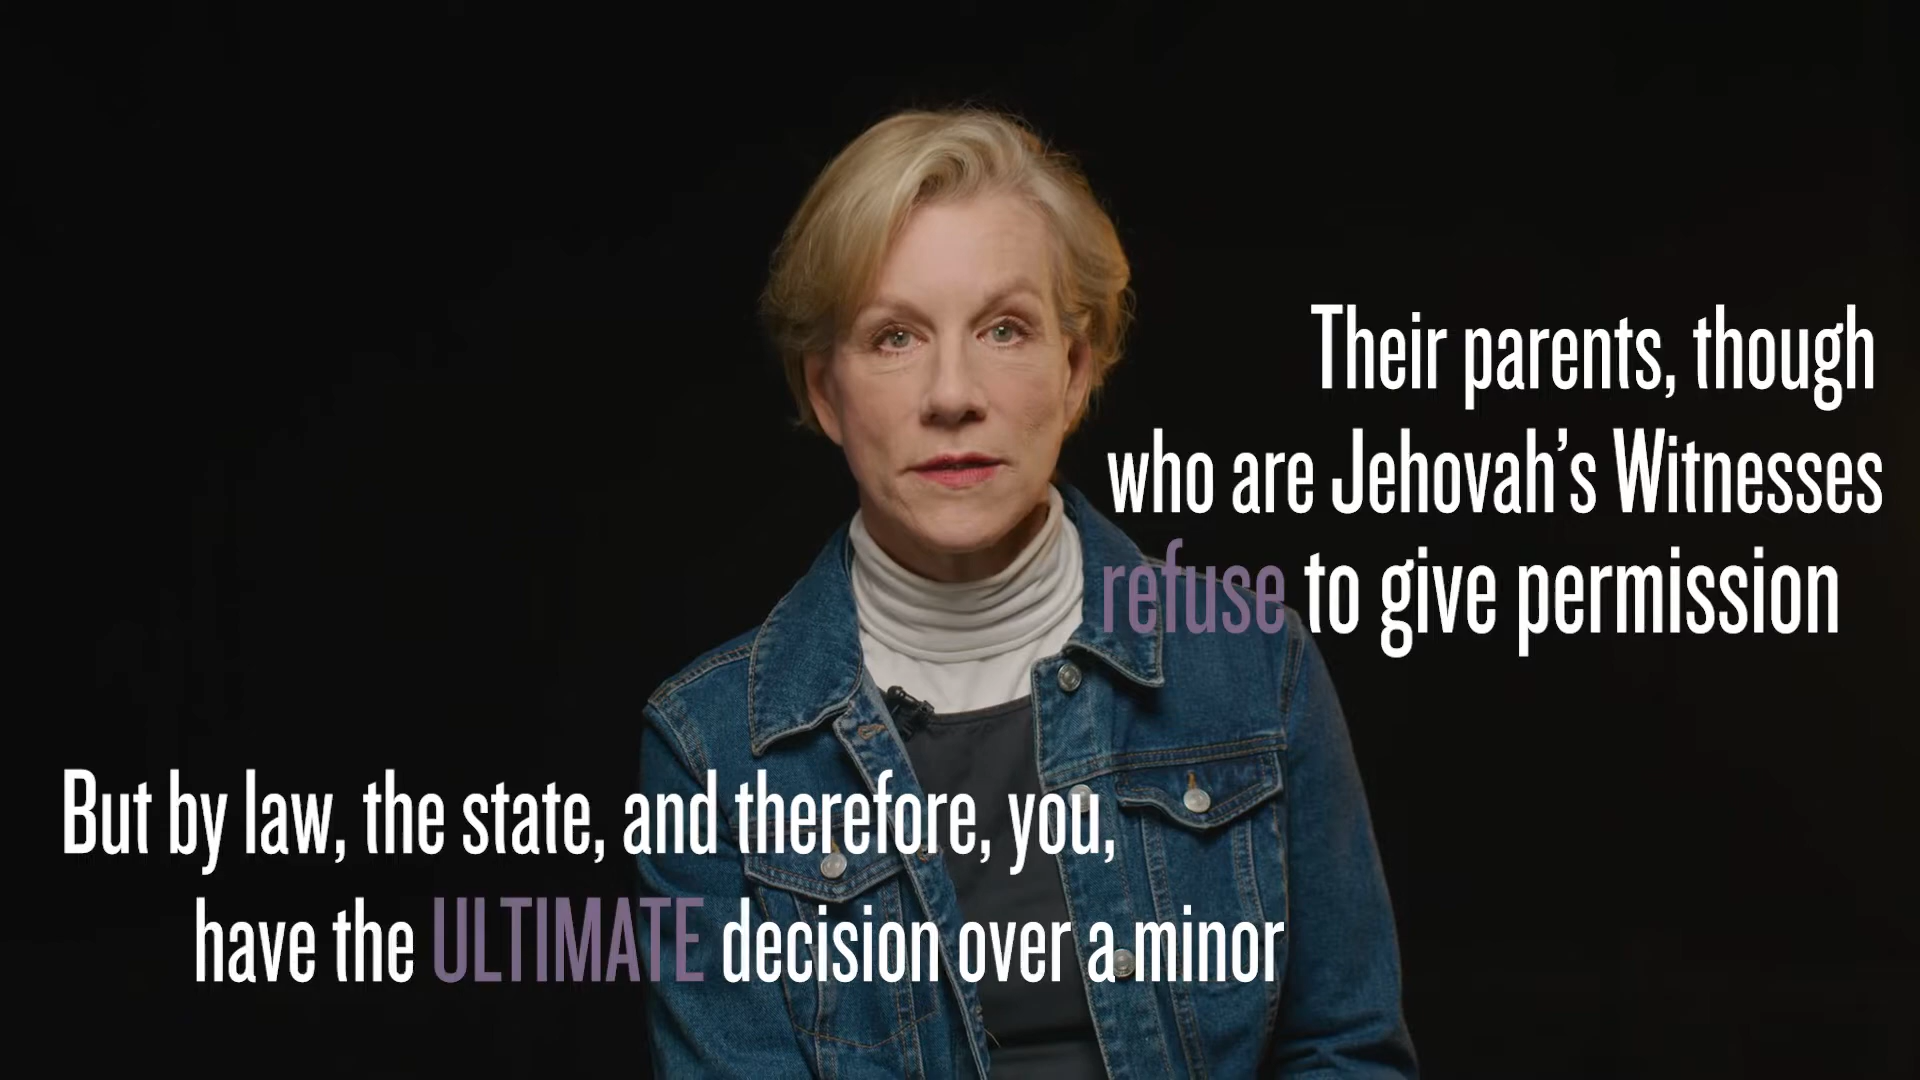 Their parents, though
who are Jehovah’s Witnesses
refuse to give permission
But by law, the state, and therefore, you,
have the ULTIMATE decision over a minor